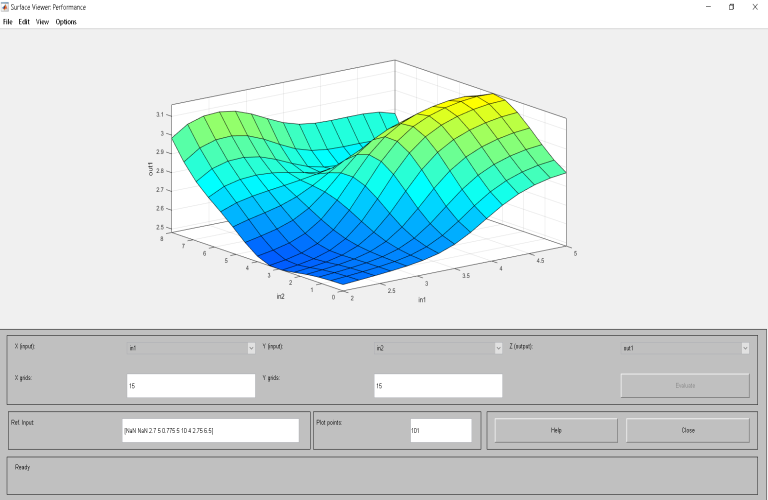 Surface Viewer: Performance
File Edit View Options
3.1
3
2.9
2.8
2.7
2.6
2.5
out1
8
7
6
5
4
3
2
1
0
in2
2
2.5
3
3.5
4
4.5
5
in1
X (input): in1 Y (input): in2 Z (output): out1
X grids: 15 Y grids: 15 Evaluate
Ref. Input: [NaN NaN 2.7 5 0.775 5 10 4 2.75 6.5] Plot points: 101 Help Close
Ready